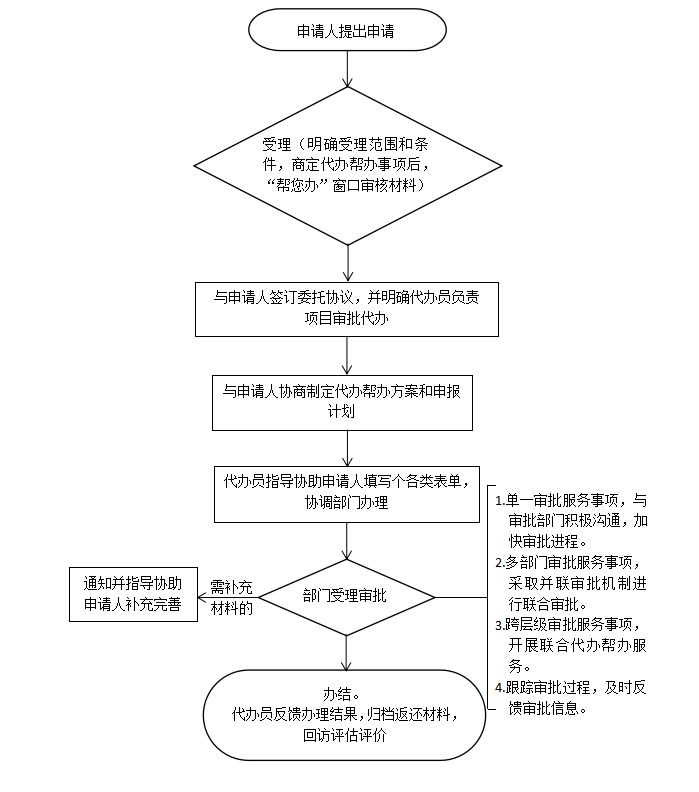 申请人提出申请
受理（明确受理范围和条
件，商定代办帮办事项后，
“帮您办”窗口审核材料）
与申请人签订委托协议，并明确代办员负责
项目审批代办
与申请人协商制定代办帮办方案和申报
计划
代办员指导协助申请人填写个各类表单，
协调部门办理
部门受理审批
需补充
材料的
通知并指导协助
申请人补充完善
1.单一审批服务事项，与
审批部门积极沟通，加
快审批进程。
2.多部门审批服务事项，
采取并联审批机制进
行联合审批。
3.跨层级审批服务事项，
开展联合代办帮办服
务。
4.跟踪审批过程，及时反
馈审批信息。
办结。
代办员反馈办理结果，归档返还材料，
回访评估评价